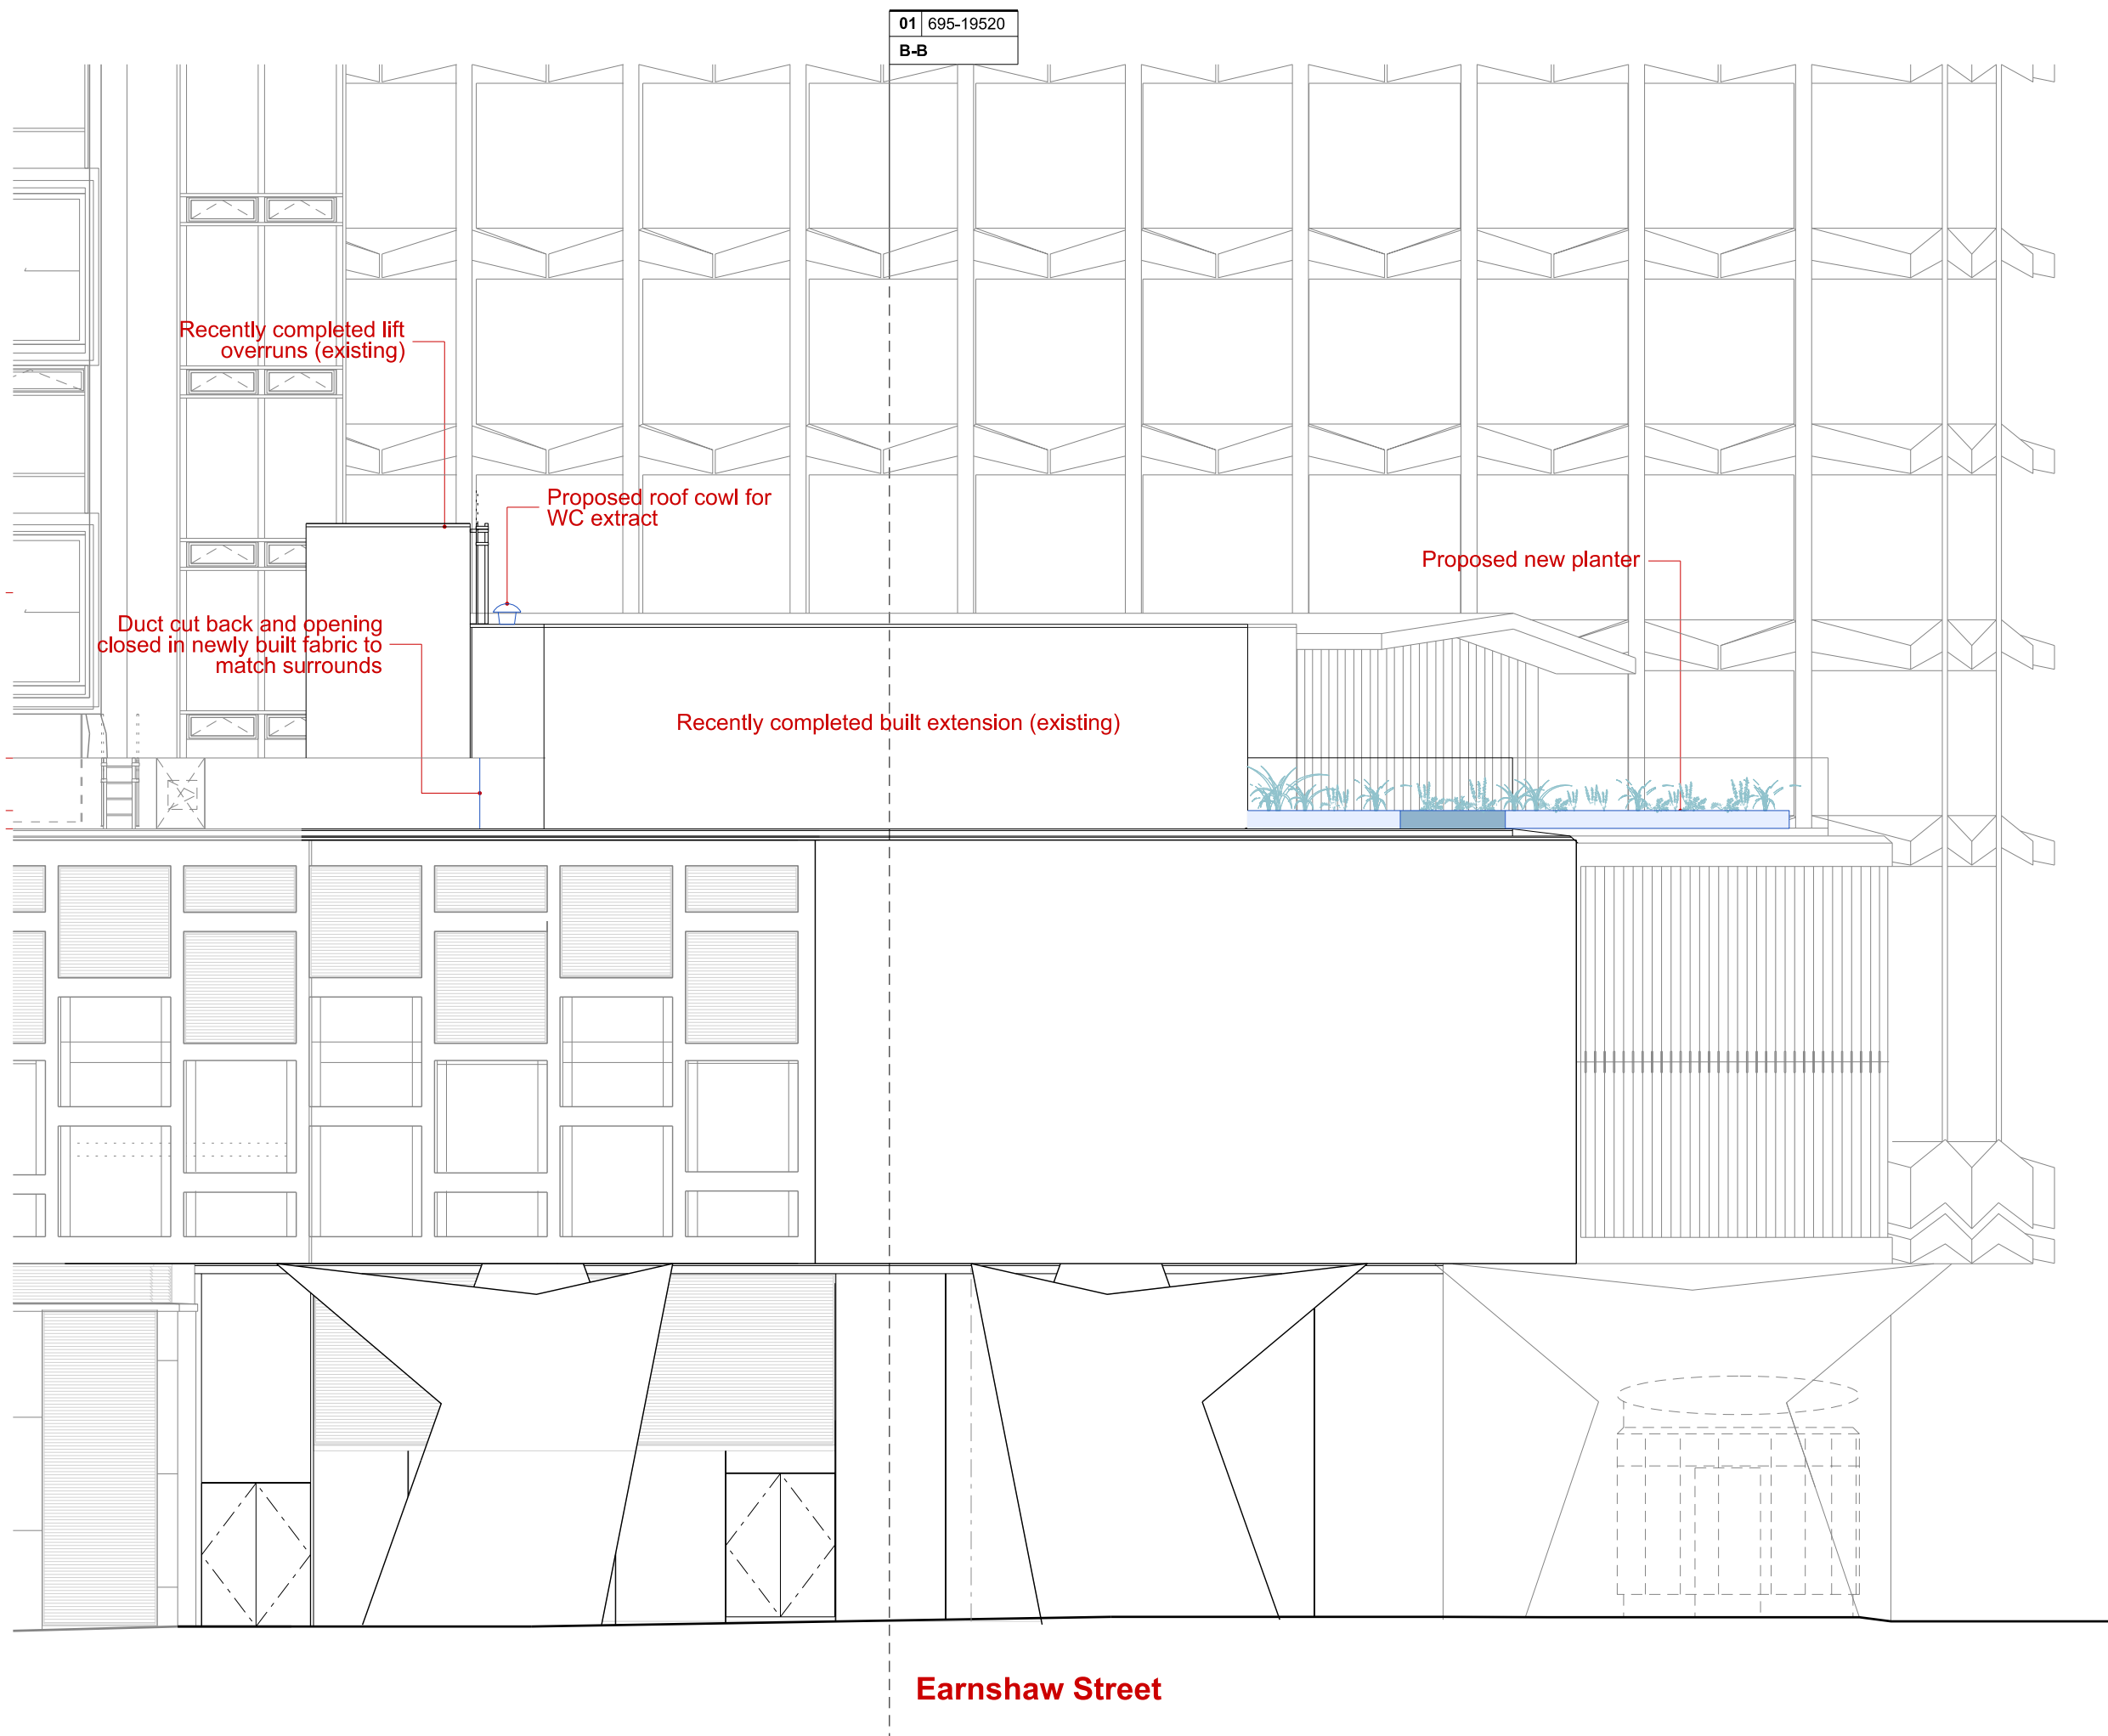 01 695-19520
B-B
Recently completed lift
overruns (existing)
Proposed roof cowl for
WC extract
Proposed new planter
Duct cut back and opening
closed in newly built fabric to
match surrounds
Recently completed built extension (existing)
Earnshaw Street